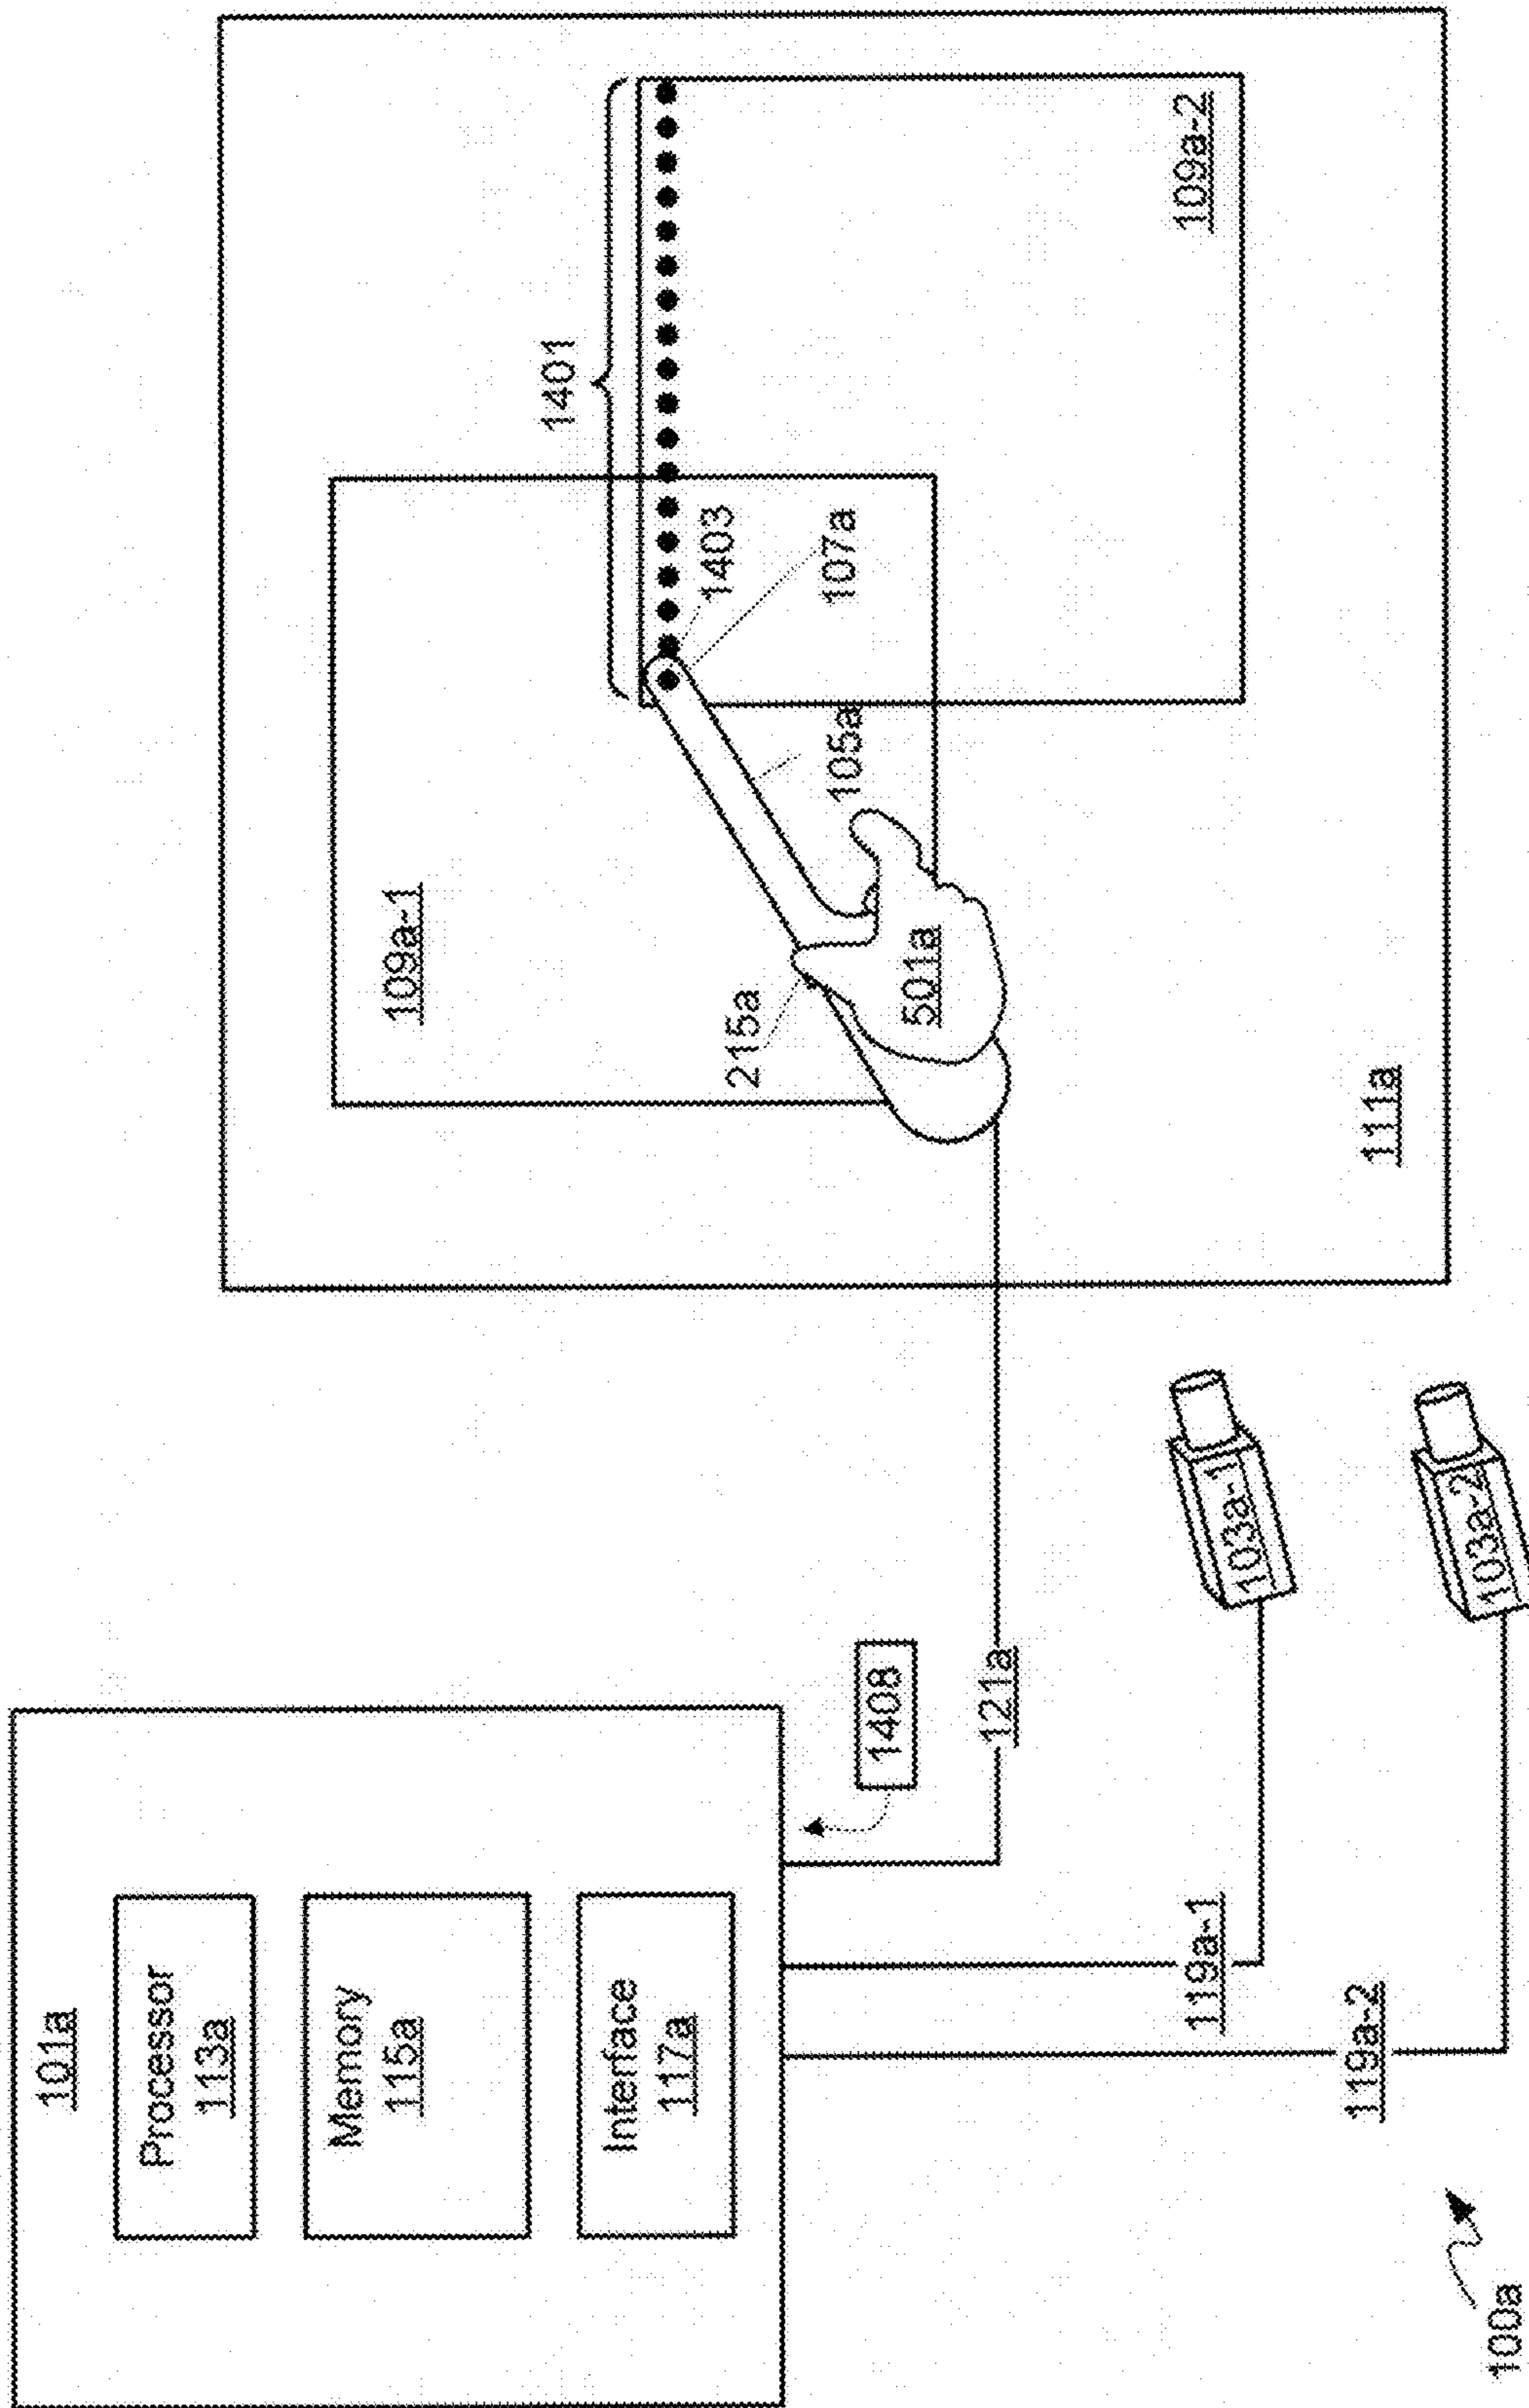 101a
Processor
113a
Memory
115a
Interface
117a
1408
121a
119a-1
119a-2
103a-1
103a-2
100a
109a-1
215a
501a
105a
107a
1403
1401
109a-2
111a